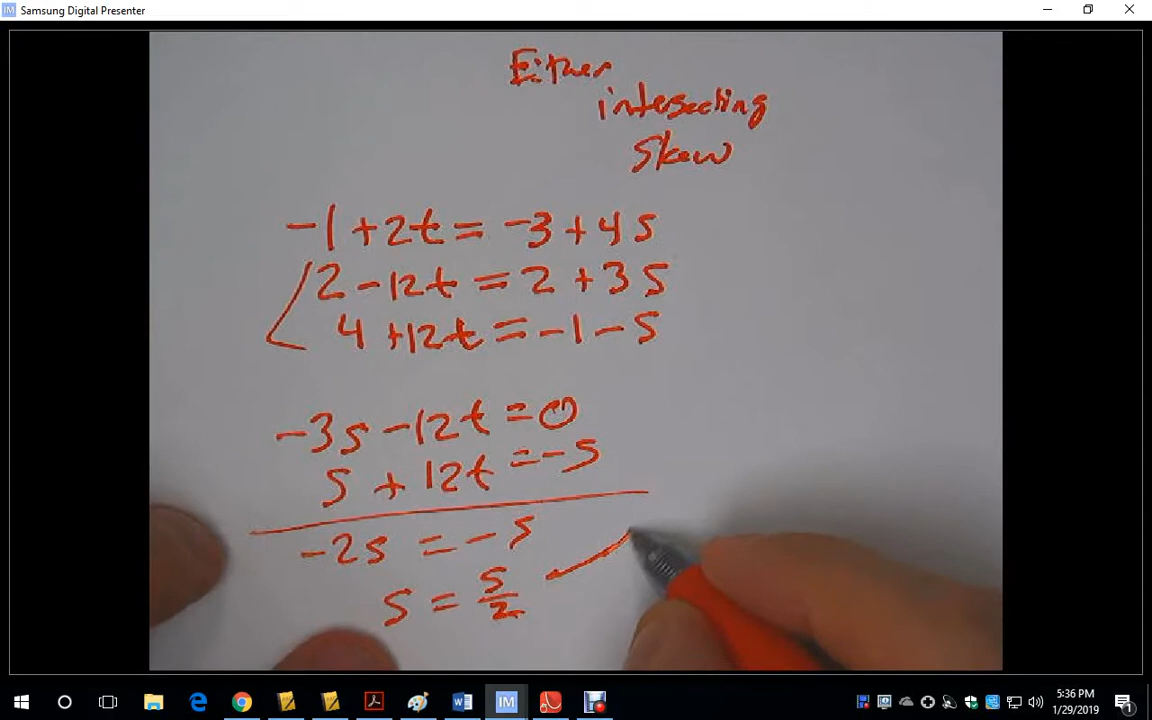 Samsung Digital Presenter
Either
intersecting
skew
-1 + 2t = -3 + 4s
2 - 12t = 2 + 3s
4 + 12t = -1 - s
-3s - 12t = 0
s + 12t = -5
-2s = -5
s = 5/2
5:36 PM
1/29/2019
1